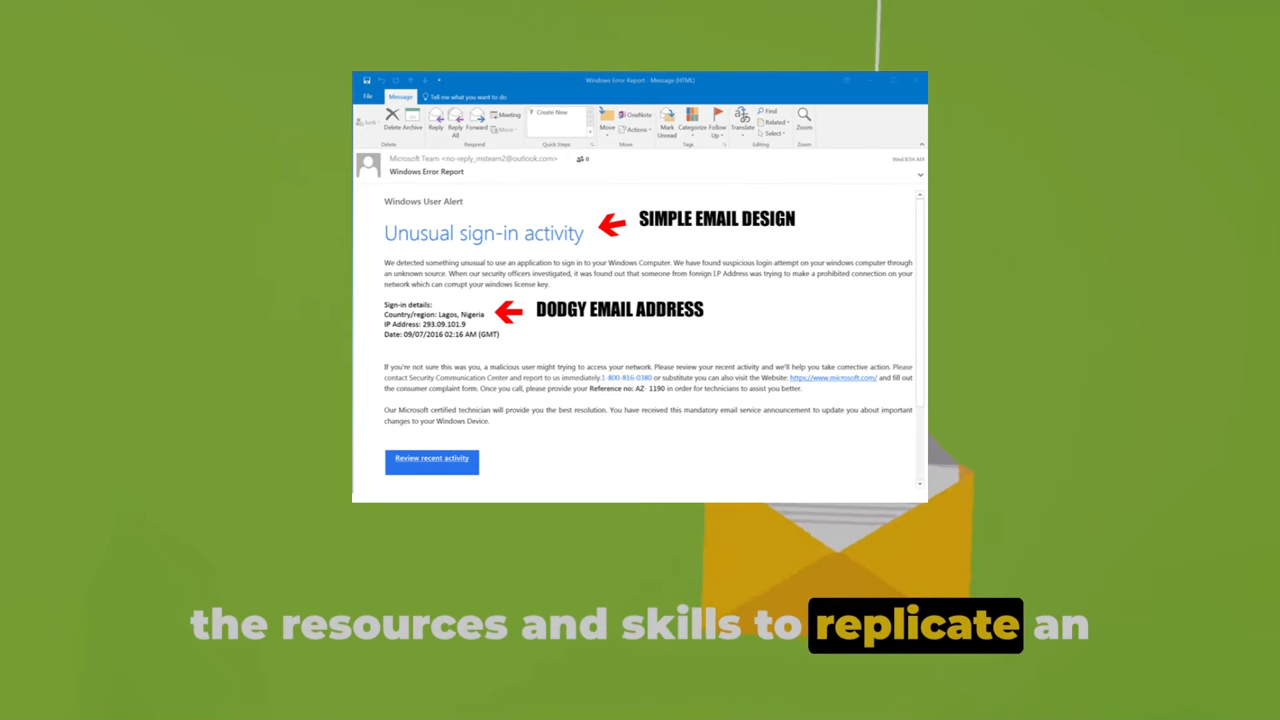 Windows Error Report - Message (HTML)
File Message Tell me what you want to do
Junk Delete Archive Reply Reply All Forward Meeting More Create New Move OneNote Actions Mark Unread Categorize Follow Up Translate Find Related Select Zoom
Delete Respond Quick Steps Move Tags Editing Zoom
Microsoft Team <no-reply_msteam2@outlook.com> 8 Wed 8:54 AM
Windows Error Report
Windows User Alert
Unusual sign-in activity
SIMPLE EMAIL DESIGN
We detected something unusual to use an application to sign in to your Windows Computer. We have found suspicious login attempt on your windows computer through
an unknown source. When our security officers investigated, it was found out that someone from foreign I.P Address was trying to make a prohibited connection on your
network which can corrupt your windows license key.
Sign-in details:
Country/region: Lagos, Nigeria
DODGY EMAIL ADDRESS
IP Address: 293.09.101.9
Date: 09/07/2016 02:16 AM (GMT)
If you're not sure this was you, a malicious user might trying to access your network. Please review your recent activity and we'll help you take corrective action. Please
contact Security Communication Center and report to us immediately.1-800-816-0380 or substitute you can also visit the Website: https://www.microsoft.com/ and fill out
the consumer complaint form. Once you call, please provide your Reference no: AZ- 1190 in order for technicians to assist you better.
Our Microsoft certified technician will provide you the best resolution. You have received this mandatory email service announcement to update you about important
changes to your Windows Device.
Review recent activity
the resources and skills to replicate an